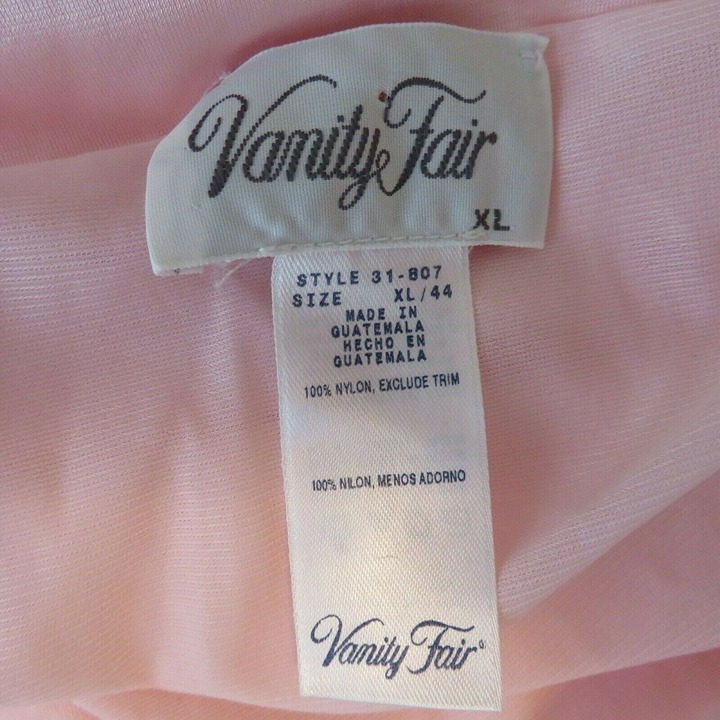 Vanity Fair
XL
STYLE 31-807
SIZE XL/44
MADE IN
GUATEMALA
HECHO EN
GUATEMALA
100% NYLON, EXCLUDE TRIM
100% NILON, MENOS ADORNO
Vanity Fair